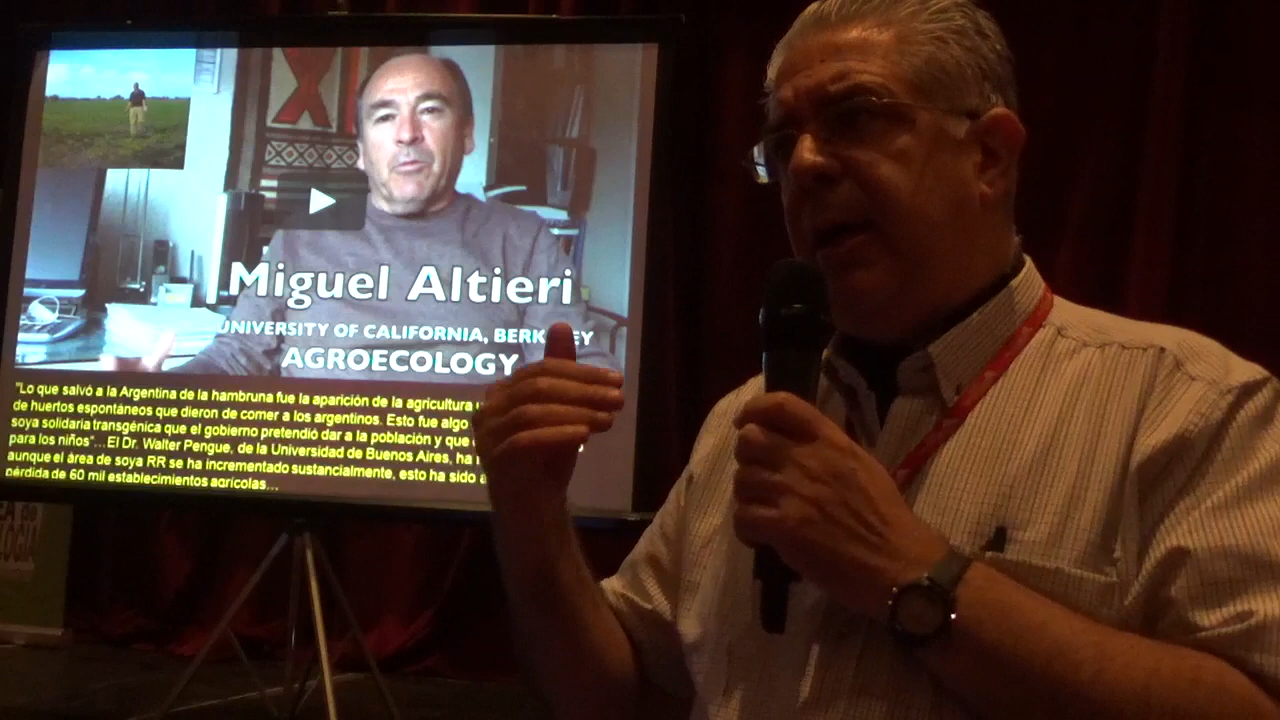 Miguel Altieri
UNIVERSITY OF CALIFORNIA, BERK EY
AGROECOLOGY
"Lo que salvó a la Argentina de la hambruna fue la aparición de la agricultura
de huertos espontáneos que dieron de comer a los argentinos. Esto fue algo
soya solidaria transgénica que el gobierno pretendió dar a la población y que
para los niños"...El Dr. Walter Pengue, de la Universidad de Buenos Aires, ha
aunque el área de soya RR se ha incrementado sustancialmente, esto ha sido a
pérdida de 60 mil establecimientos agrícolas...